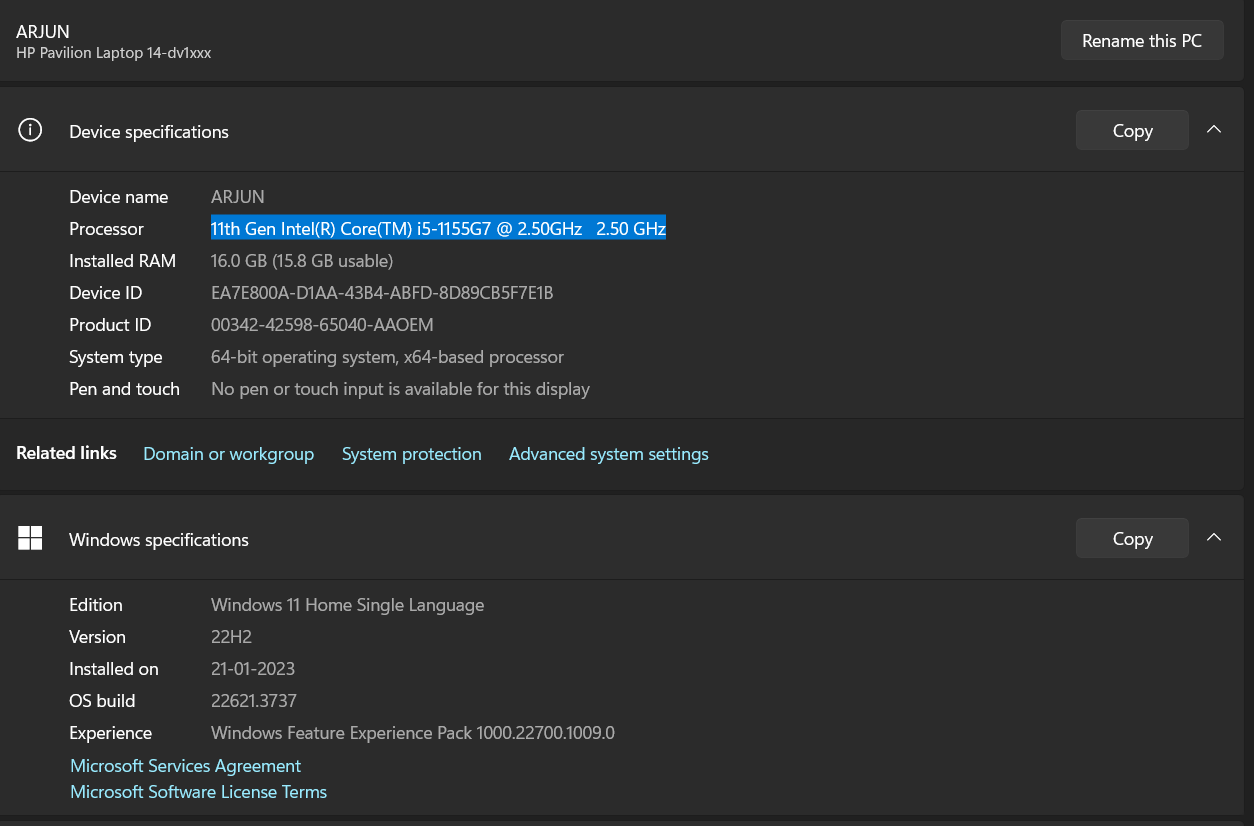 ARJUN
HP Pavilion Laptop 14-dv1xxx
Rename this PC
Device specifications
Copy
Device name ARJUN
Processor 11th Gen Intel(R) Core(TM) i5-1155G7 @ 2.50GHz 2.50 GHz
Installed RAM 16.0 GB (15.8 GB usable)
Device ID EA7E800A-D1AA-43B4-ABFD-8D89CB5F7E1B
Product ID 00342-42598-65040-AAOEM
System type 64-bit operating system, x64-based processor
Pen and touch No pen or touch input is available for this display
Related links Domain or workgroup System protection Advanced system settings
Windows specifications
Copy
Edition Windows 11 Home Single Language
Version 22H2
Installed on 21-01-2023
OS build 22621.3737
Experience Windows Feature Experience Pack 1000.22700.1009.0
Microsoft Services Agreement
Microsoft Software License Terms